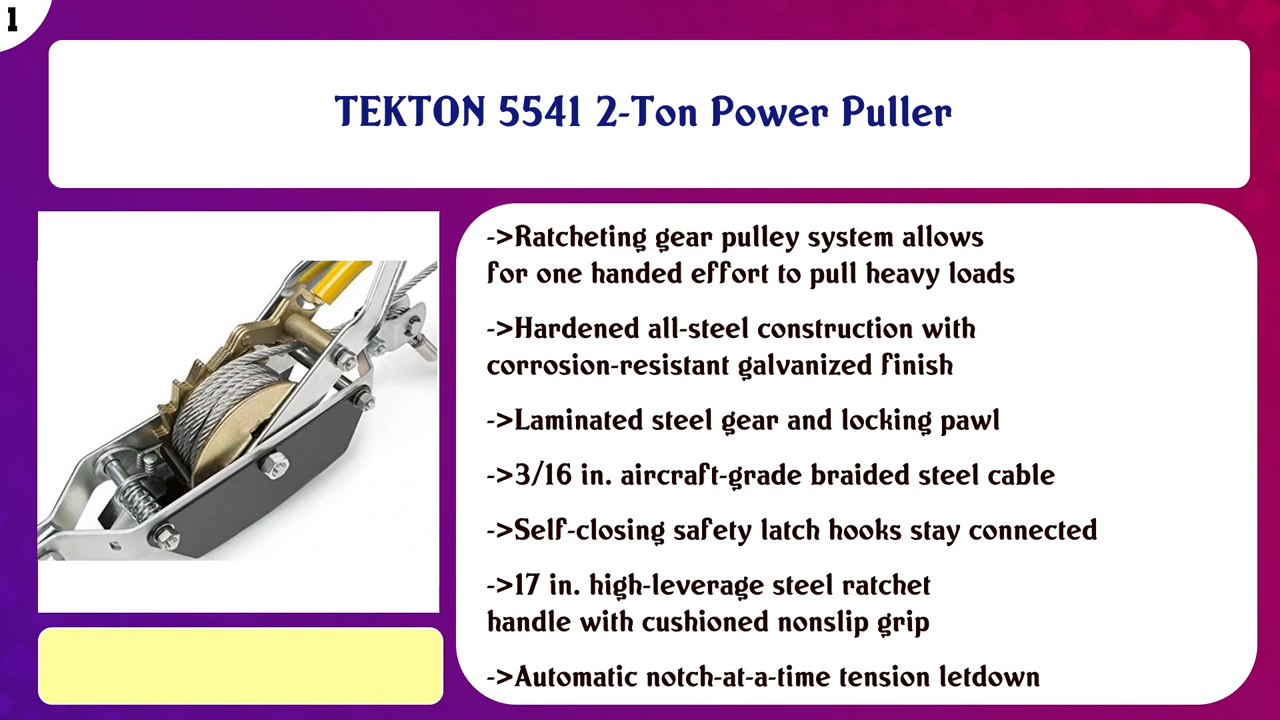 1
TEKTON 5541 2-Ton Power Puller
->Ratcheting gear pulley system allows
for one handed effort to pull heavy loads
->Hardened all-steel construction with
corrosion-resistant galvanized finish
->Laminated steel gear and locking pawl
->3/16 in. aircraft-grade braided steel cable
->Self-closing safety latch hooks stay connected
->17 in. high-leverage steel ratchet
handle with cushioned nonslip grip
->Automatic notch-at-a-time tension letdown